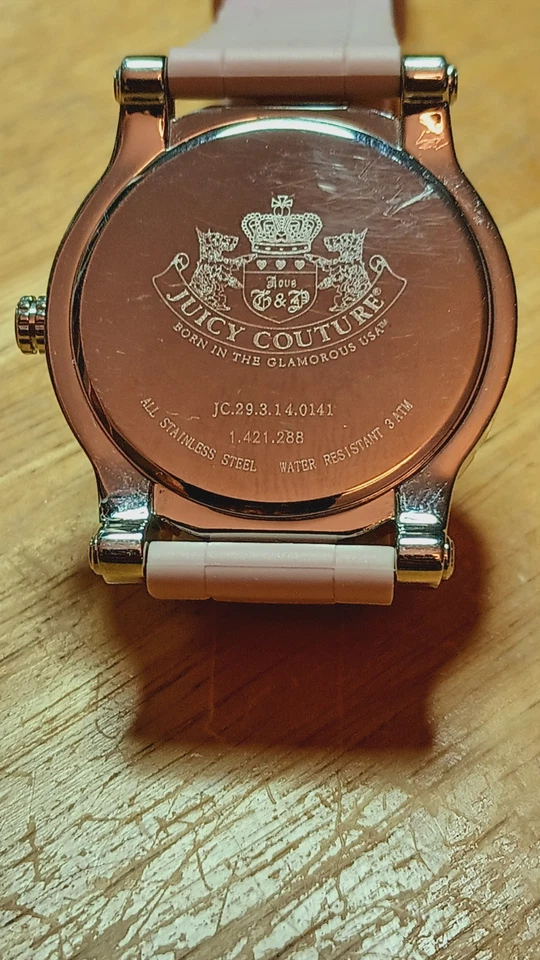 Nous
G&P
JUICY COUTURE®
BORN IN THE GLAMOROUS USA™
JC.29.3.14.0141
1.421.288
ALL STAINLESS STEEL WATER RESISTANT 3 ATM